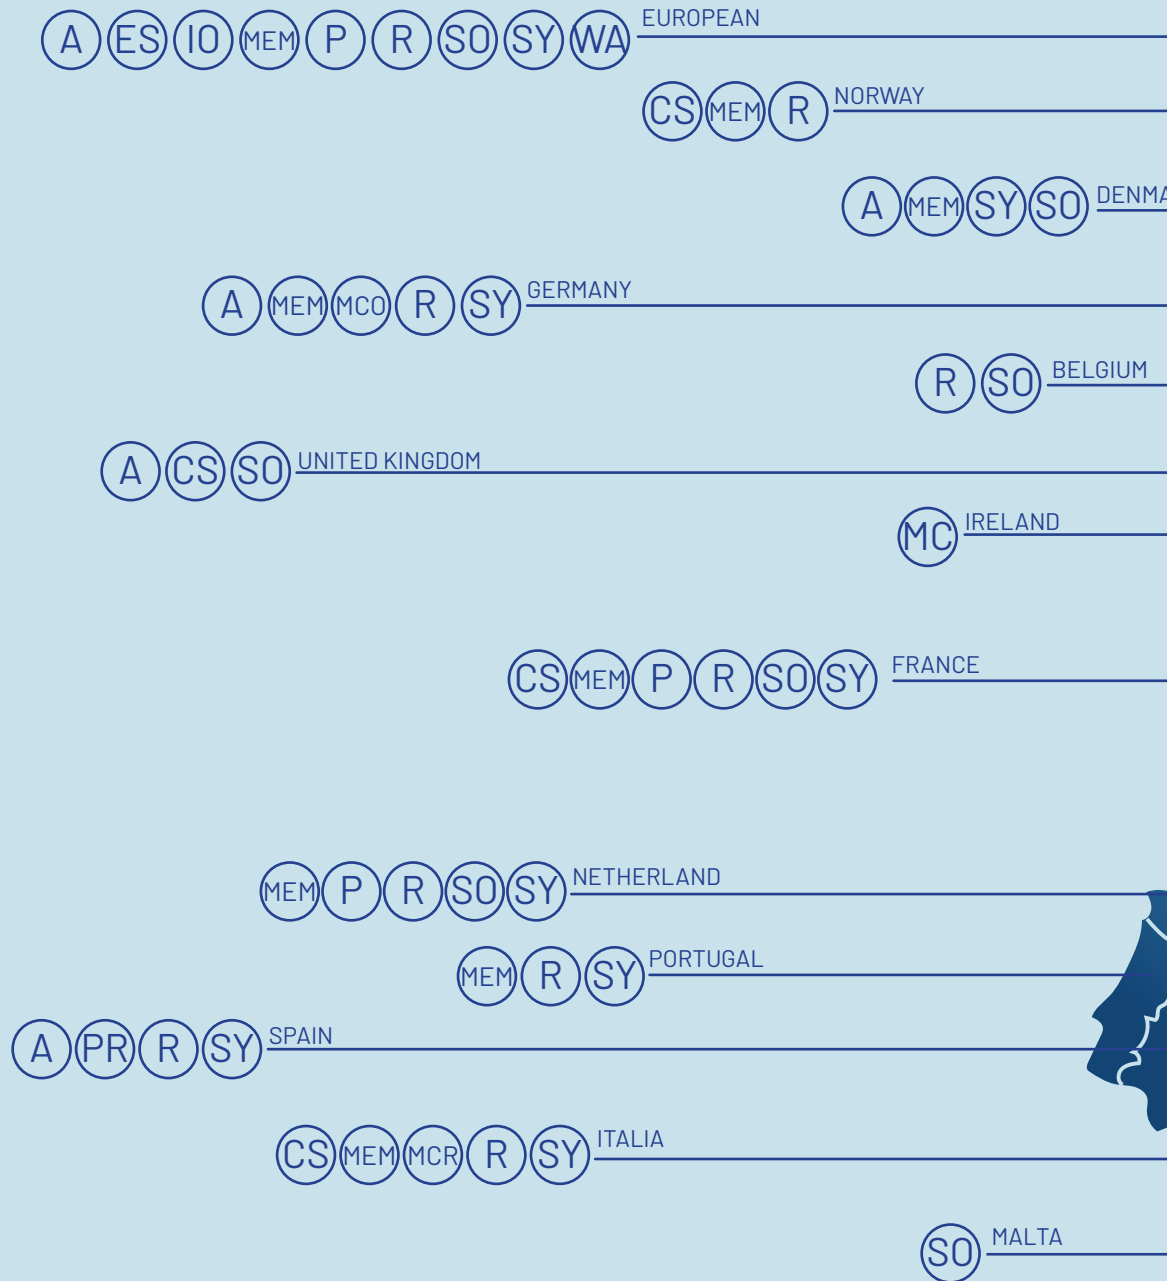 A ES IO MEM P R SO SY WA EUROPEAN
CS MEM R NORWAY
A MEM SY SO DENMA
A MEM MCO R SY GERMANY
R SO BELGIUM
A CS SO UNITED KINGDOM
MC IRELAND
CS MEM P R SO SY FRANCE
MEM P R SO SY NETHERLAND
MEM R SY PORTUGAL
A PR R SY SPAIN
CS MEM MCR R SY ITALIA
SO MALTA